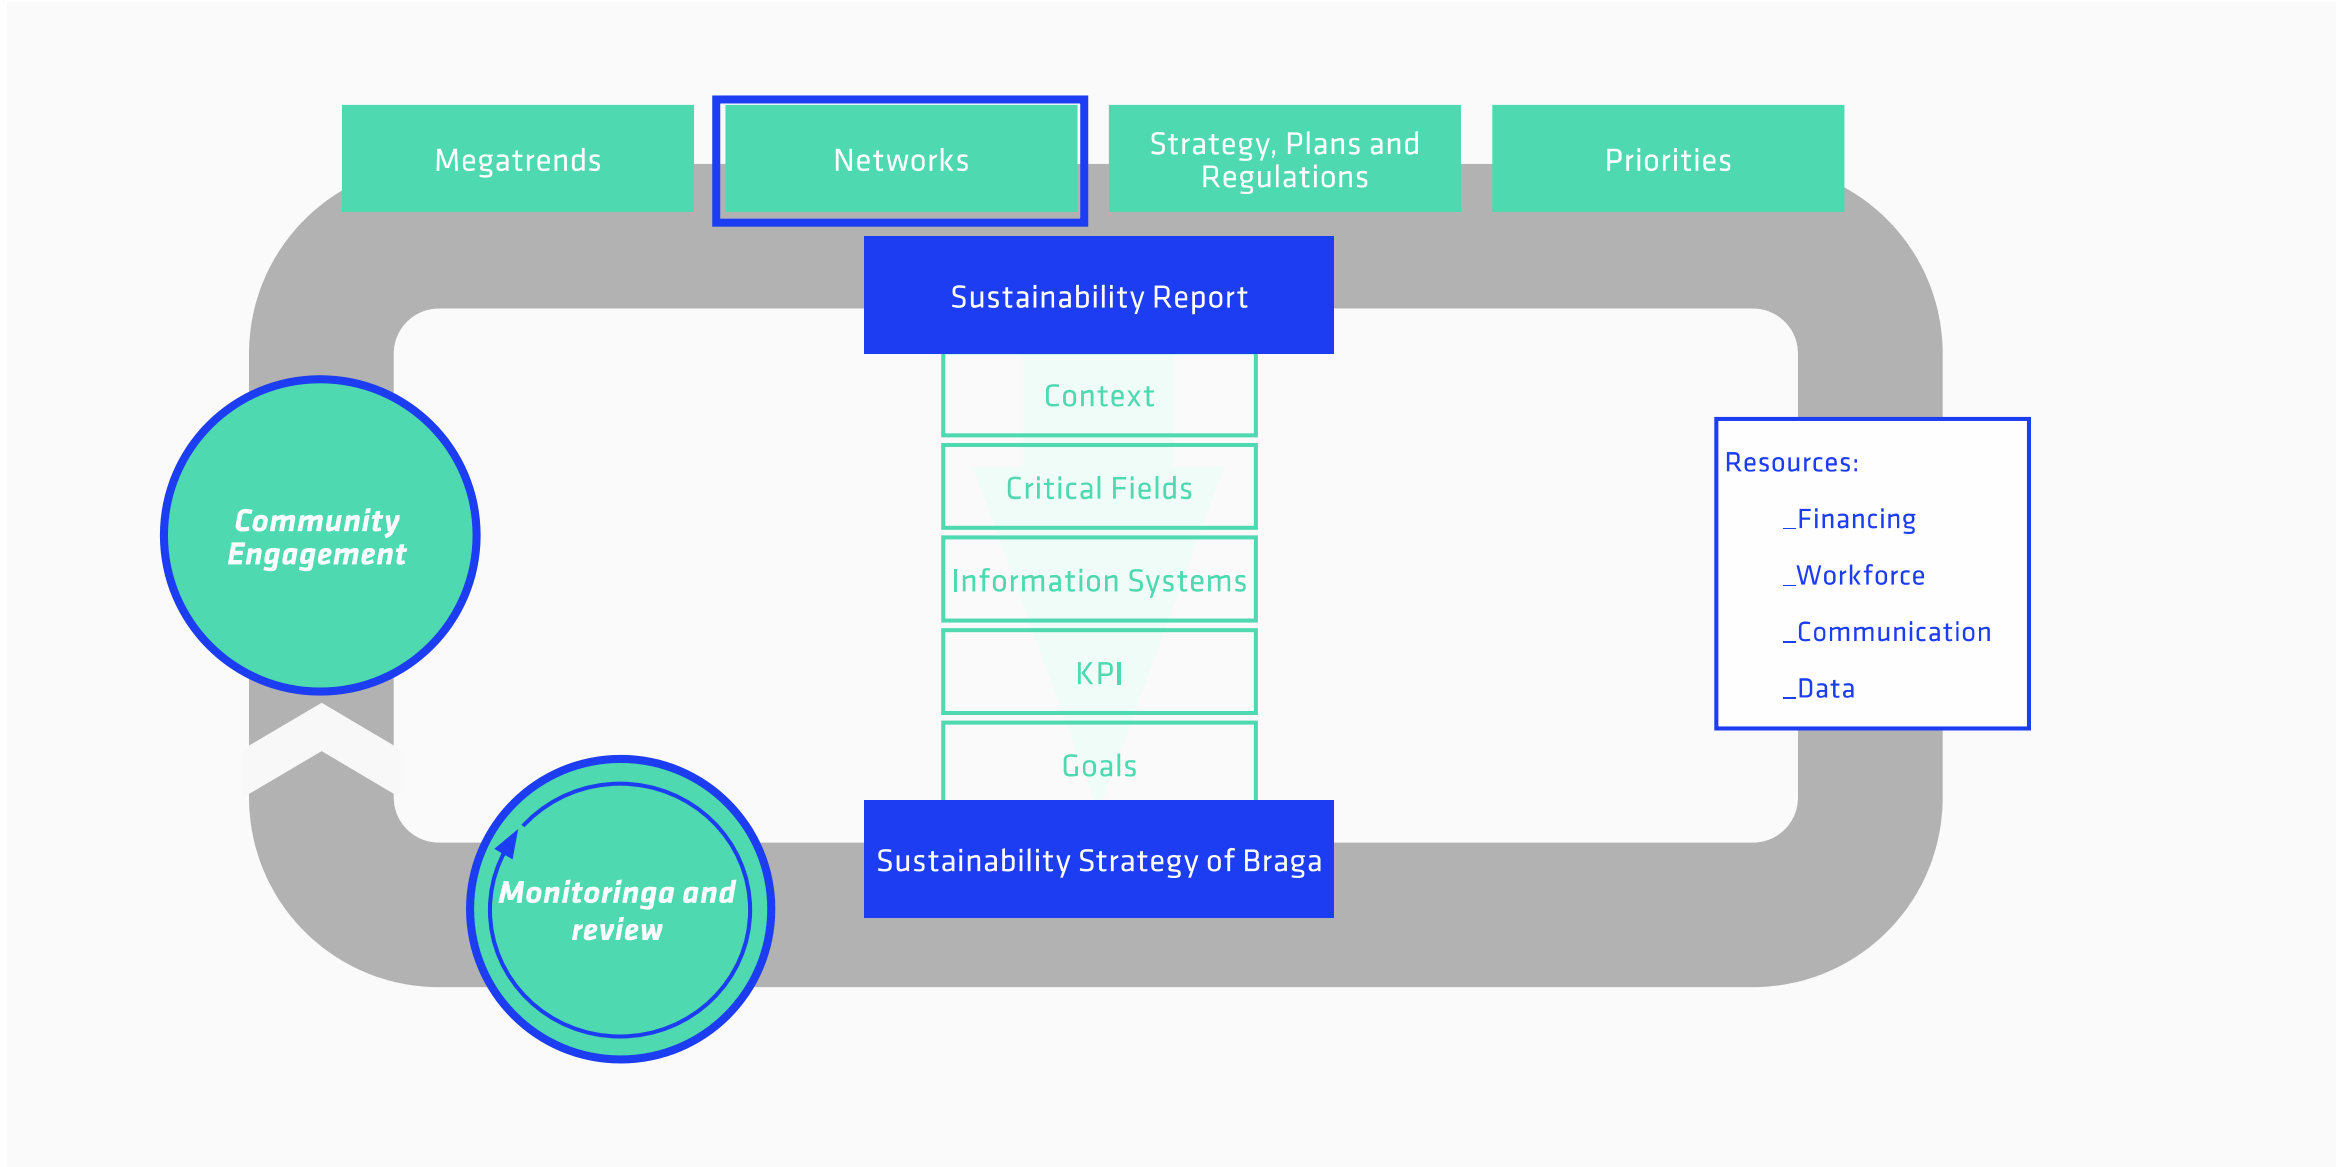 Megatrends
Networks
Strategy, Plans and
Regulations
Priorities
Sustainability Report
Context
Critical Fields
Information Systems
KPI
Goals
Sustainability Strategy of Braga
Community
Engagement
Monitoringa and
review
Resources:
_Financing
_Workforce
_Communication
_Data